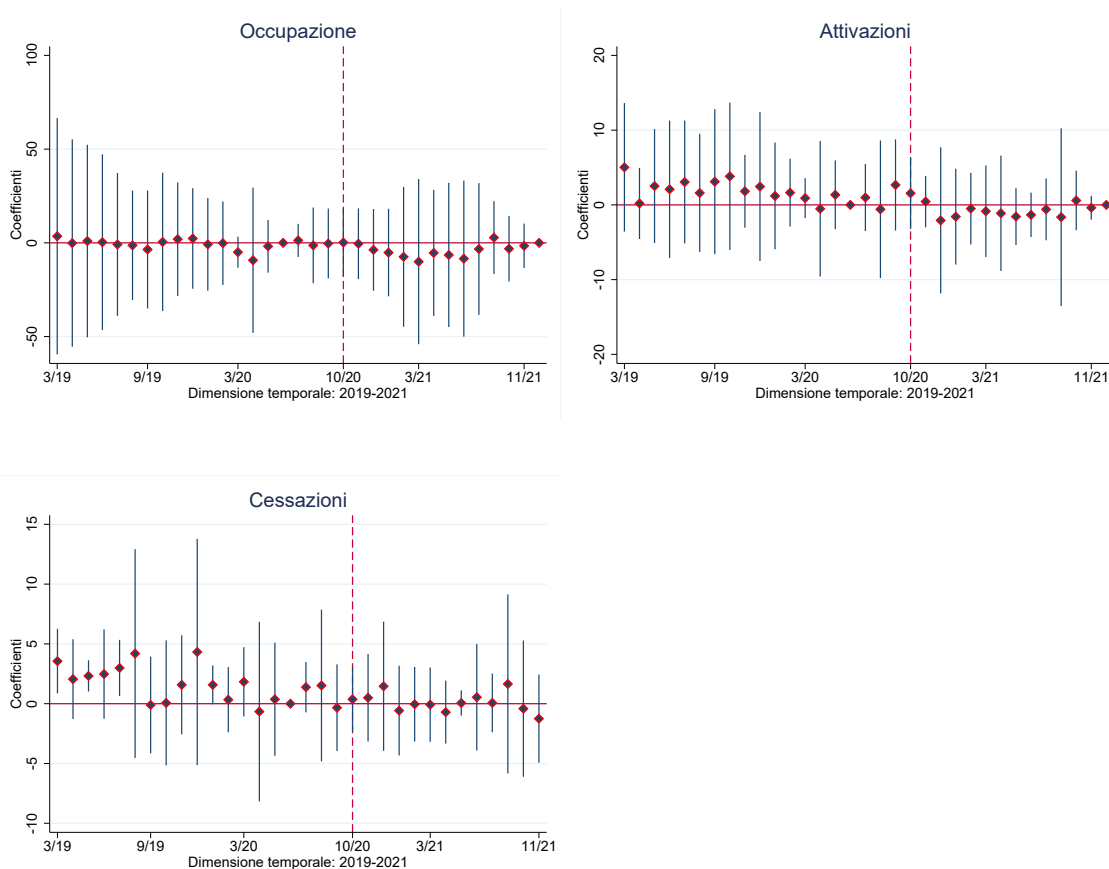 Occupazione
Coefficienti
100
50
0
-50
3/19 9/19 3/20 10/20 3/21 11/21
Dimensione temporale: 2019-2021
Attivazioni
Coefficienti
20
10
0
-10
-20
3/19 9/19 3/20 10/20 3/21 11/21
Dimensione temporale: 2019-2021
Cessazioni
Coefficienti
15
10
5
0
-5
-10
3/19 9/19 3/20 10/20 3/21 11/21
Dimensione temporale: 2019-2021